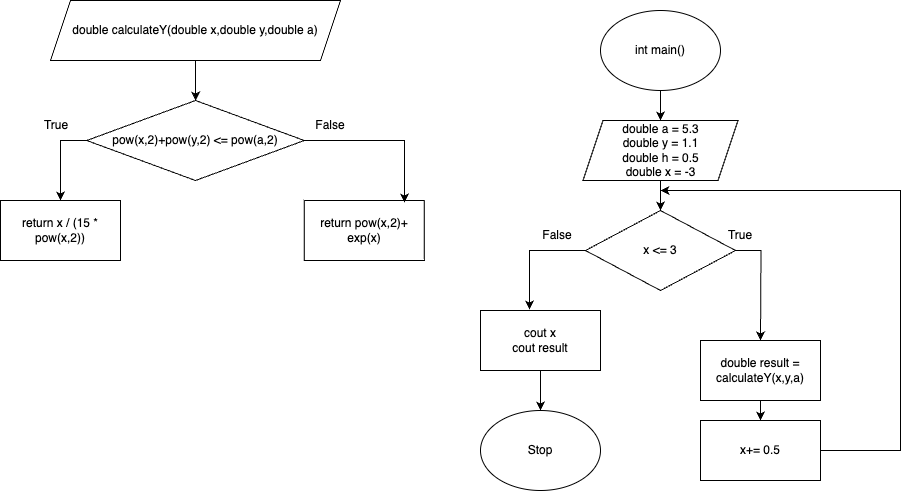 double calculateY(double x,double y,double a)
True
False
pow(x,2)+pow(y,2) <= pow(a,2)
return x / (15 *
pow(x,2))
return pow(x,2)+
exp(x)
int main()
double a = 5.3
double y = 1.1
double h = 0.5
double x = -3
False
True
x <= 3
cout x
cout result
double result =
calculateY(x,y,a)
Stop
x+= 0.5